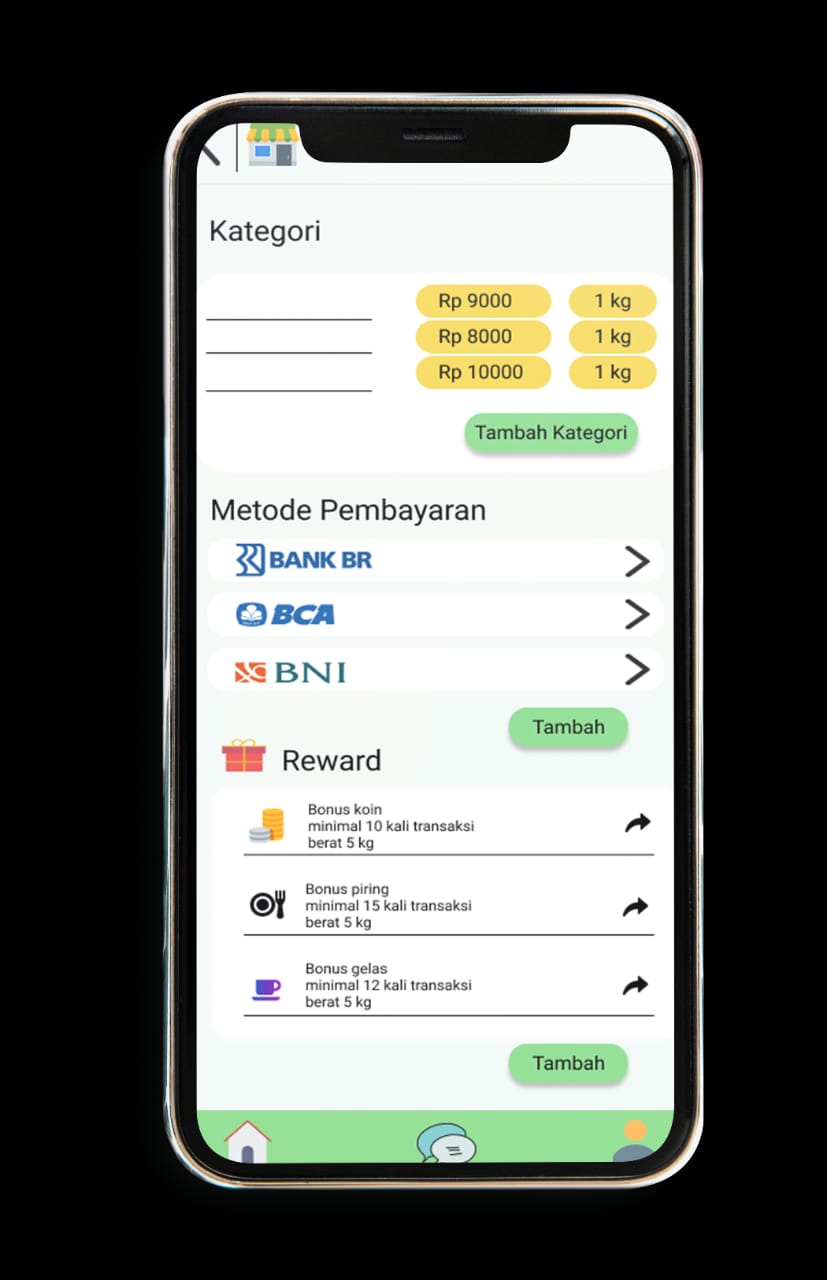 Kategori
Rp 9000 1 kg
Rp 8000 1 kg
Rp 10000 1 kg
Tambah Kategori
Metode Pembayaran
BANK BR
BCA
BNI
Tambah
Reward
Bonus koin
minimal 10 kali transaksi
berat 5 kg
Bonus piring
minimal 15 kali transaksi
berat 5 kg
Bonus gelas
minimal 12 kali transaksi
berat 5 kg
Tambah